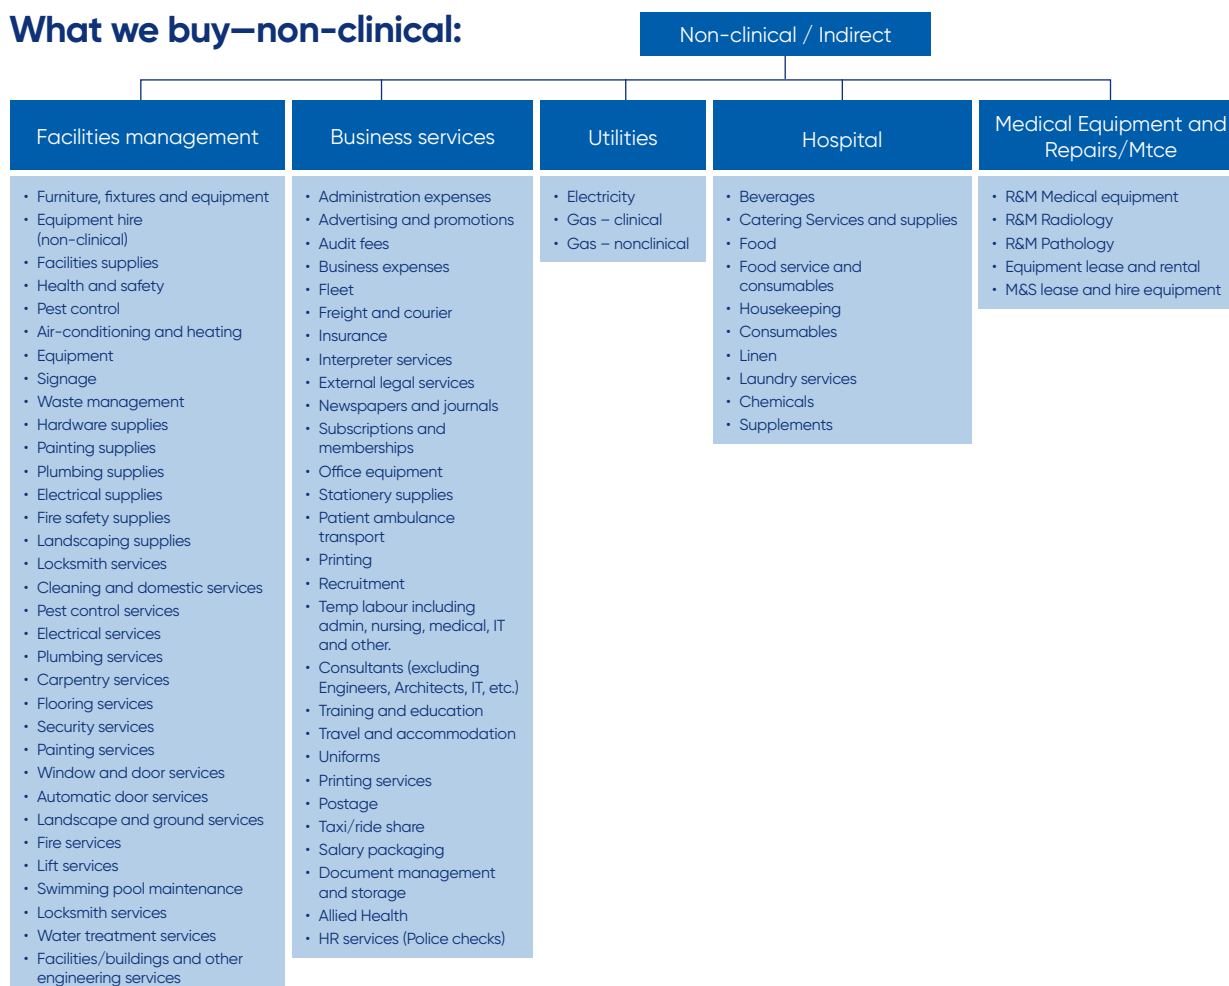 What we buy—non-clinical:
Non-clinical / Indirect
Facilities management
• Furniture, fixtures and equipment
• Equipment hire
(non-clinical)
• Facilities supplies
• Health and safety
• Pest control
• Air-conditioning and heating
• Equipment
• Signage
• Waste management
• Hardware supplies
• Painting supplies
• Plumbing supplies
• Electrical supplies
• Fire safety supplies
• Landscaping supplies
• Locksmith services
• Cleaning and domestic services
• Pest control services
• Electrical services
• Plumbing services
• Carpentry services
• Flooring services
• Security services
• Painting services
• Window and door services
• Automatic door services
• Landscape and ground services
• Fire services
• Lift services
• Swimming pool maintenance
• Locksmith services
• Water treatment services
• Facilities/buildings and other
engineering services
Business services
• Administration expenses
• Advertising and promotions
• Audit fees
• Business expenses
• Fleet
• Freight and courier
• Insurance
• Interpreter services
• External legal services
• Newspapers and journals
• Subscriptions and
memberships
• Office equipment
• Stationery supplies
• Patient ambulance
transport
• Printing
• Recruitment
• Temp labour including
admin, nursing, medical, IT
and other.
• Consultants (excluding
Engineers, Architects, IT, etc.)
• Training and education
• Travel and accommodation
• Uniforms
• Printing services
• Postage
• Taxi/ride share
• Salary packaging
• Document management
and storage
• Allied Health
• HR services (Police checks)
Utilities
• Electricity
• Gas – clinical
• Gas – nonclinical
Hospital
• Beverages
• Catering Services and supplies
• Food
• Food service and
consumables
• Housekeeping
• Consumables
• Linen
• Laundry services
• Chemicals
• Supplements
Medical Equipment and
Repairs/Mtce
• R&M Medical equipment
• R&M Radiology
• R&M Pathology
• Equipment lease and rental
• M&S lease and hire equipment